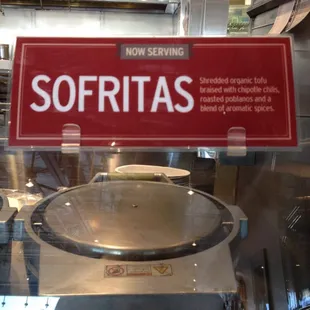 NOW SERVING
SOFRITAS
Shredded organic tofu
braised with chipotle chilis,
roasted poblanos and a
blend of aromatic spices.